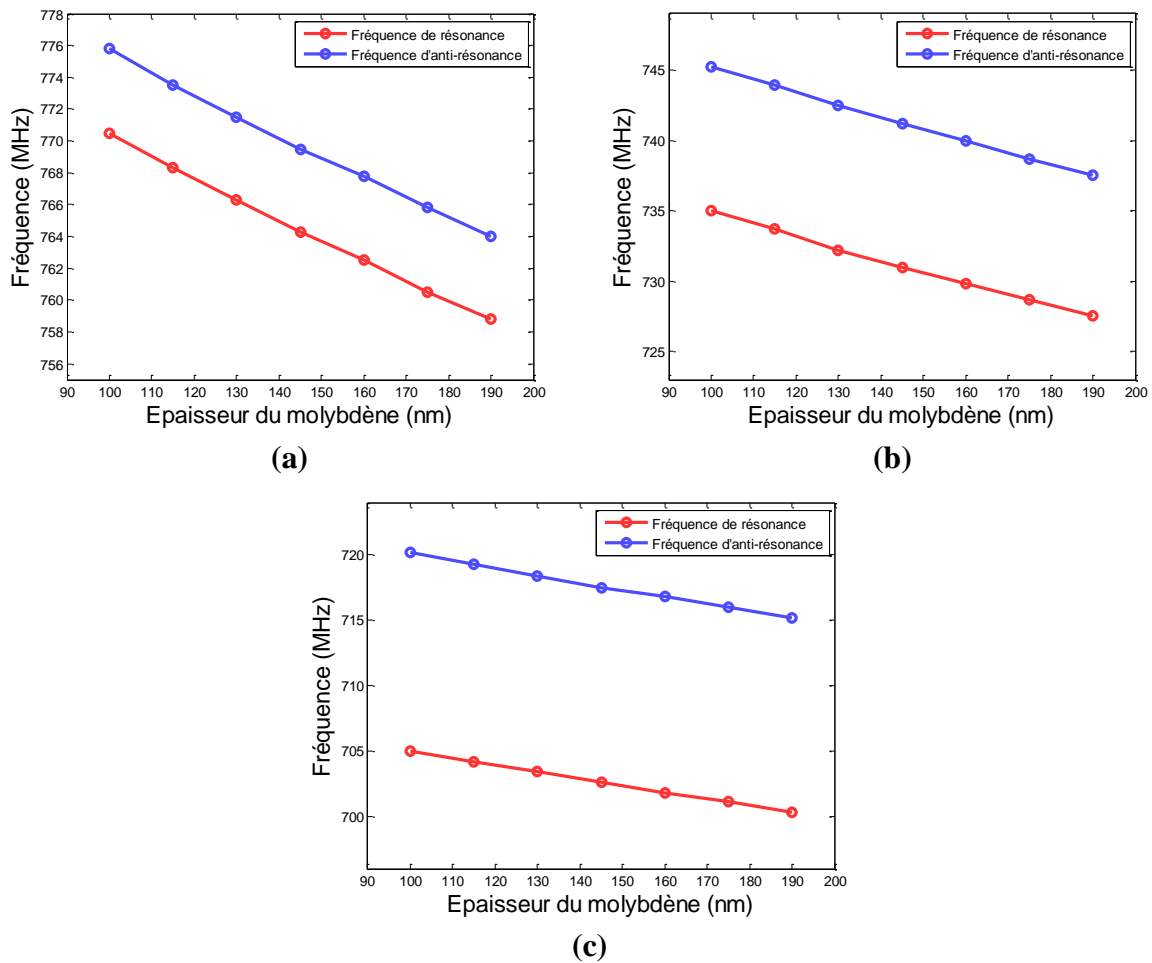 778
776
774
772
770
768
766
764
762
760
758
756
Fréquence (MHz)
Fréquence de résonance
Fréquence d'anti-résonance
90 100 110 120 130 140 150 160 170 180 190 200
Epaisseur du molybdène (nm)
(a)
745
740
735
730
725
Fréquence (MHz)
Fréquence de résonance
Fréquence d'anti-résonance
90 100 110 120 130 140 150 160 170 180 190 200
Epaisseur du molybdène (nm)
(b)
720
715
710
705
700
Fréquence (MHz)
Fréquence de résonance
Fréquence d'anti-résonance
90 100 110 120 130 140 150 160 170 180 190 200
Epaisseur du molybdène (nm)
(c)